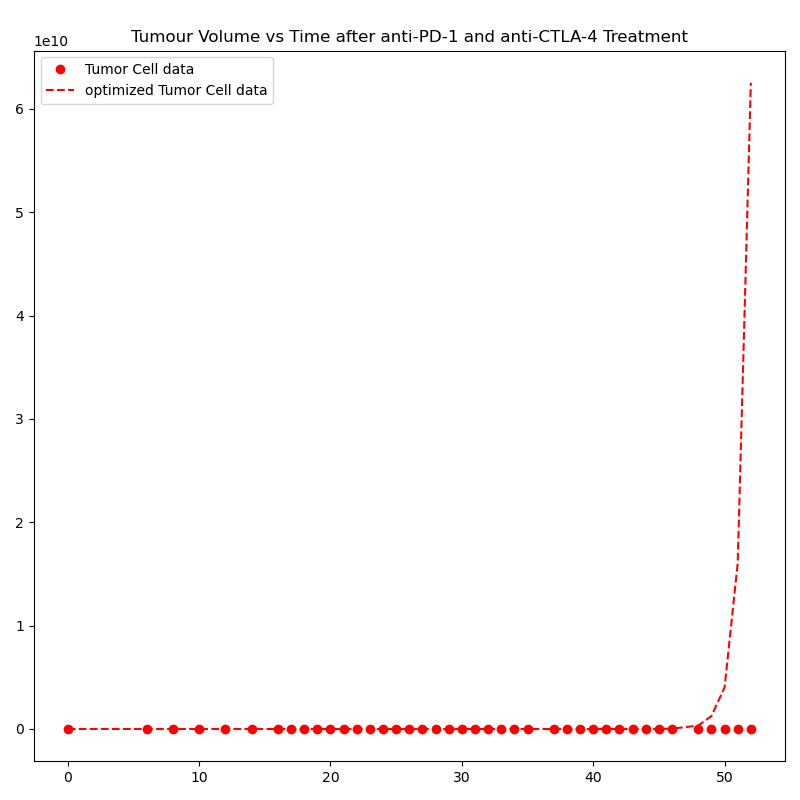 Tumour Volume vs Time after anti-PD-1 and anti-CTLA-4 Treatment
1e10
Tumor Cell data
optimized Tumor Cell data
6
5
4
3
2
1
0
0 10 20 30 40 50